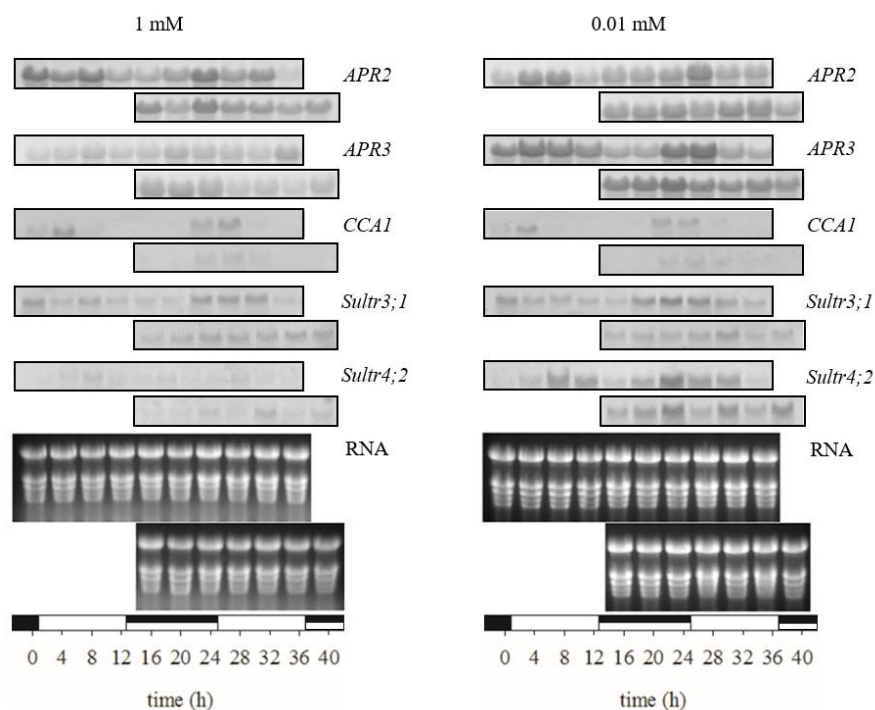 1 mM
0.01 mM
APR2
APR3
CCA1
Sultr3;1
Sultr4;2
RNA
0 4 8 12 16 20 24 28 32 36 40
time (h)
APR2
APR3
CCA1
Sultr3;1
Sultr4;2
RNA
0 4 8 12 16 20 24 28 32 36 40
time (h)